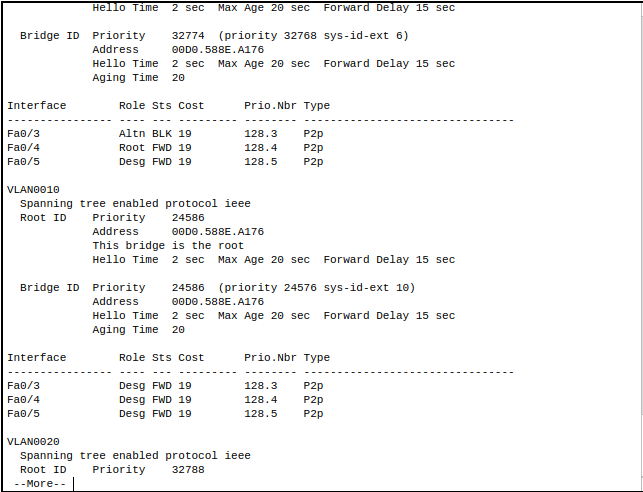 Hello Time  2 sec  Max Age 20 sec  Forward Delay 15 sec

  Bridge ID  Priority    32774  (priority 32768 sys-id-ext 6)
             Address     00D0.588E.A176
             Hello Time  2 sec  Max Age 20 sec  Forward Delay 15 sec
             Aging Time  20

Interface        Role Sts Cost      Prio.Nbr Type
---------------- ---- --- --------- -------- --------------------------------
Fa0/3            Altn BLK 19        128.3    P2p
Fa0/4            Root FWD 19        128.4    P2p
Fa0/5            Desg FWD 19        128.5    P2p

VLAN0010
  Spanning tree enabled protocol ieee
  Root ID    Priority    24586
             Address     00D0.588E.A176
             This bridge is the root
             Hello Time  2 sec  Max Age 20 sec  Forward Delay 15 sec

  Bridge ID  Priority    24586  (priority 24576 sys-id-ext 10)
             Address     00D0.588E.A176
             Hello Time  2 sec  Max Age 20 sec  Forward Delay 15 sec
             Aging Time  20

Interface        Role Sts Cost      Prio.Nbr Type
---------------- ---- --- --------- -------- --------------------------------
Fa0/3            Desg FWD 19        128.3    P2p
Fa0/4            Desg FWD 19        128.4    P2p
Fa0/5            Desg FWD 19        128.5    P2p

VLAN0020
  Spanning tree enabled protocol ieee
  Root ID    Priority    32788
 --More--